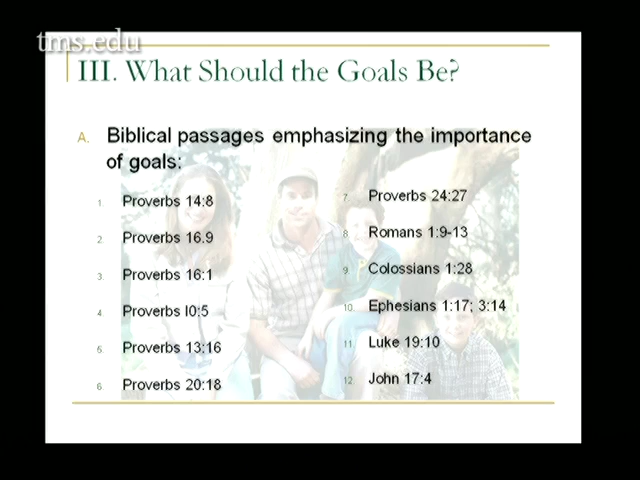 tms.edu
III. What Should the Goals Be?
A. Biblical passages emphasizing the importance
of goals:
1. Proverbs 14:8
2. Proverbs 16.9
3. Proverbs 16:1
4. Proverbs l0:5
5. Proverbs 13:16
6. Proverbs 20:18
7. Proverbs 24:27
8. Romans 1:9-13
9. Colossians 1:28
10. Ephesians 1:17; 3:14
11. Luke 19:10
12. John 17:4